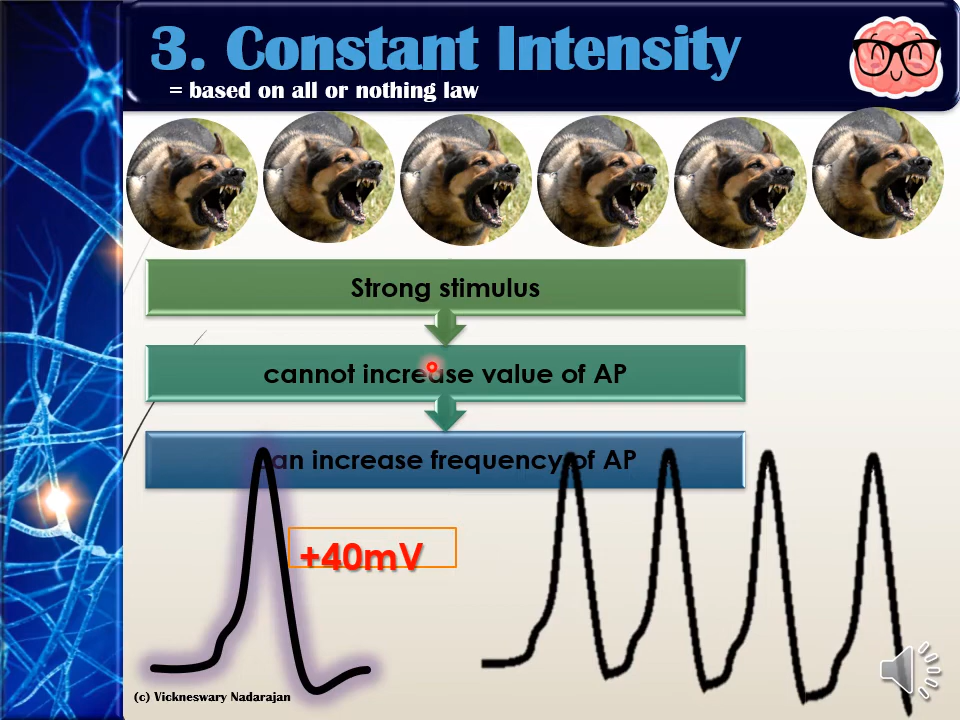 3. Constant Intensity
= based on all or nothing law
Strong stimulus
cannot increase value of AP
can increase frequency of AP
+40mV
(c) Vickneswary Nadarajan